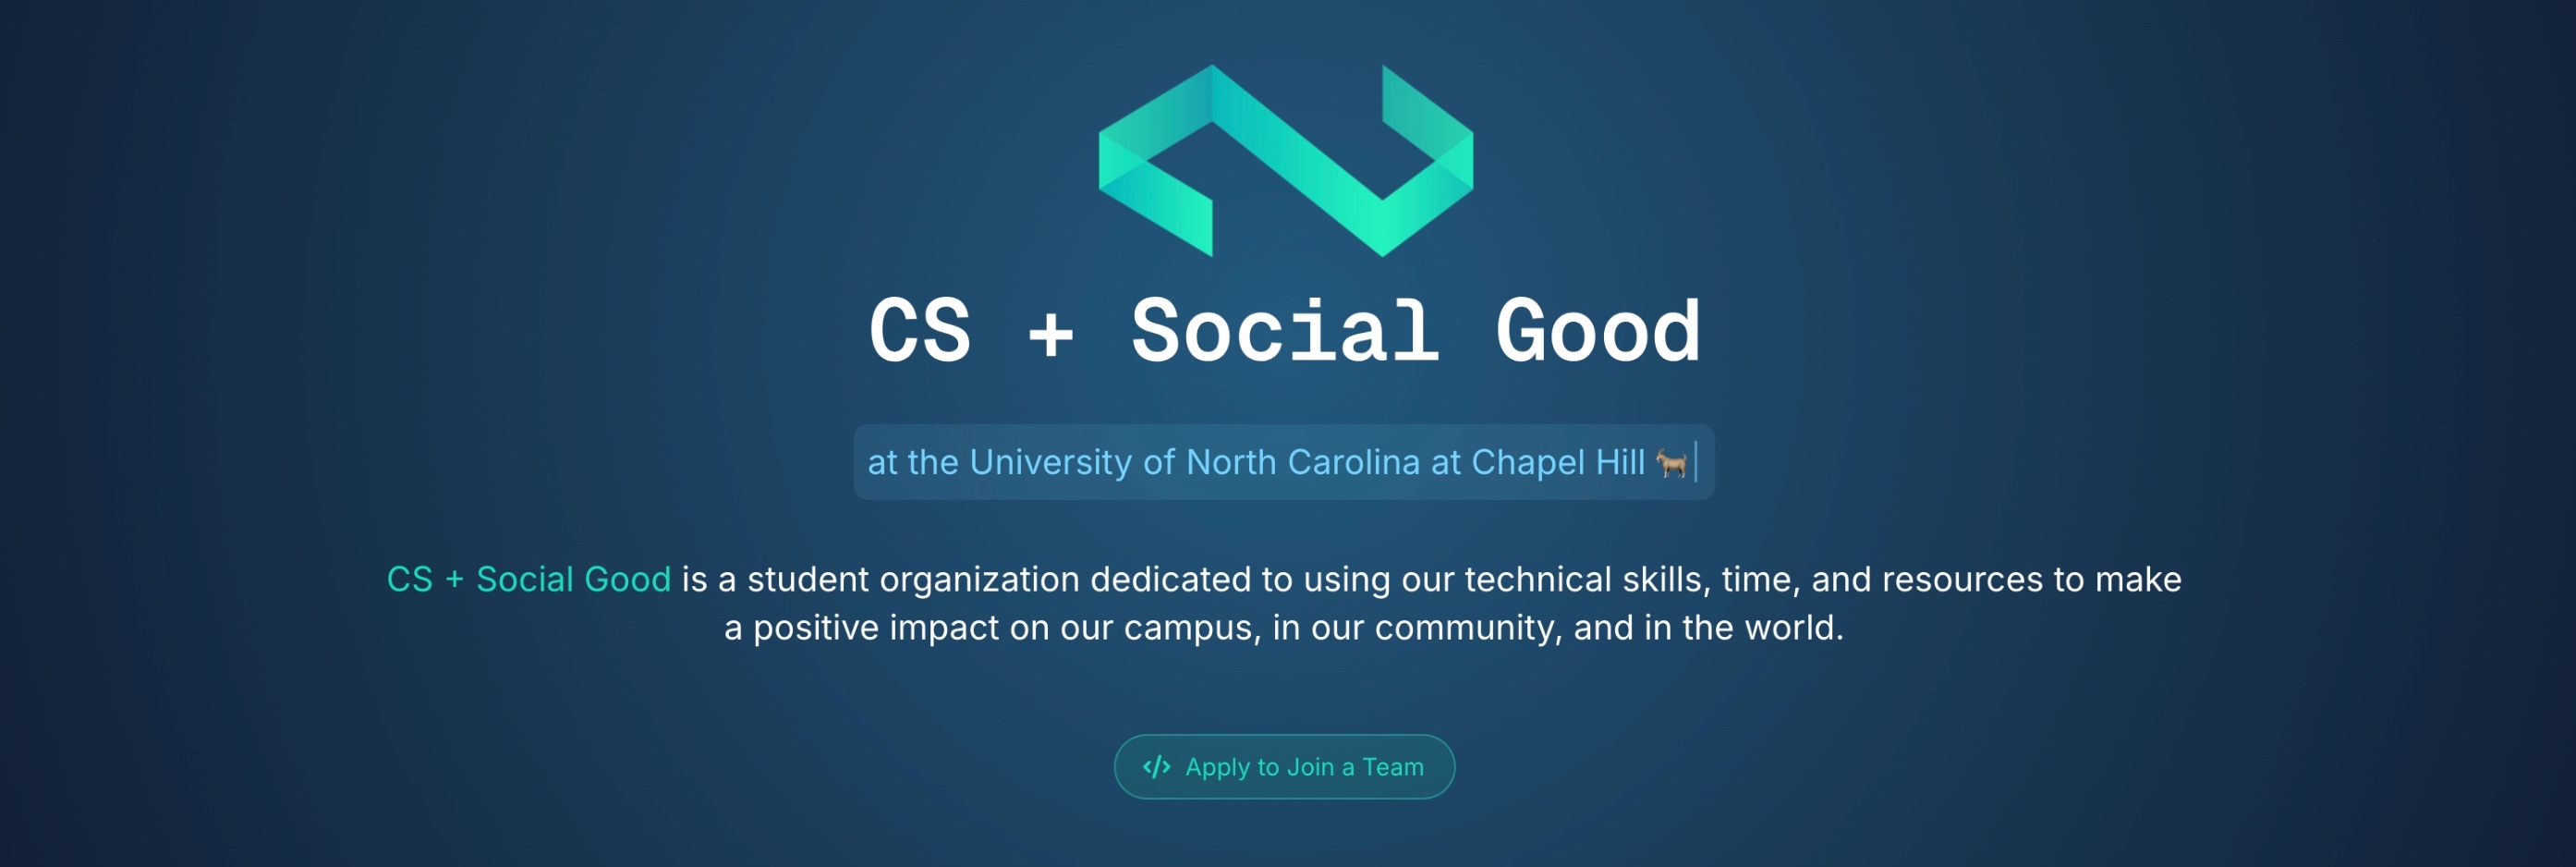 CS + Social Good
at the University of North Carolina at Chapel Hill 🐐
CS + Social Good is a student organization dedicated to using our technical skills, time, and resources to make
a positive impact on our campus, in our community, and in the world.
</> Apply to Join a Team